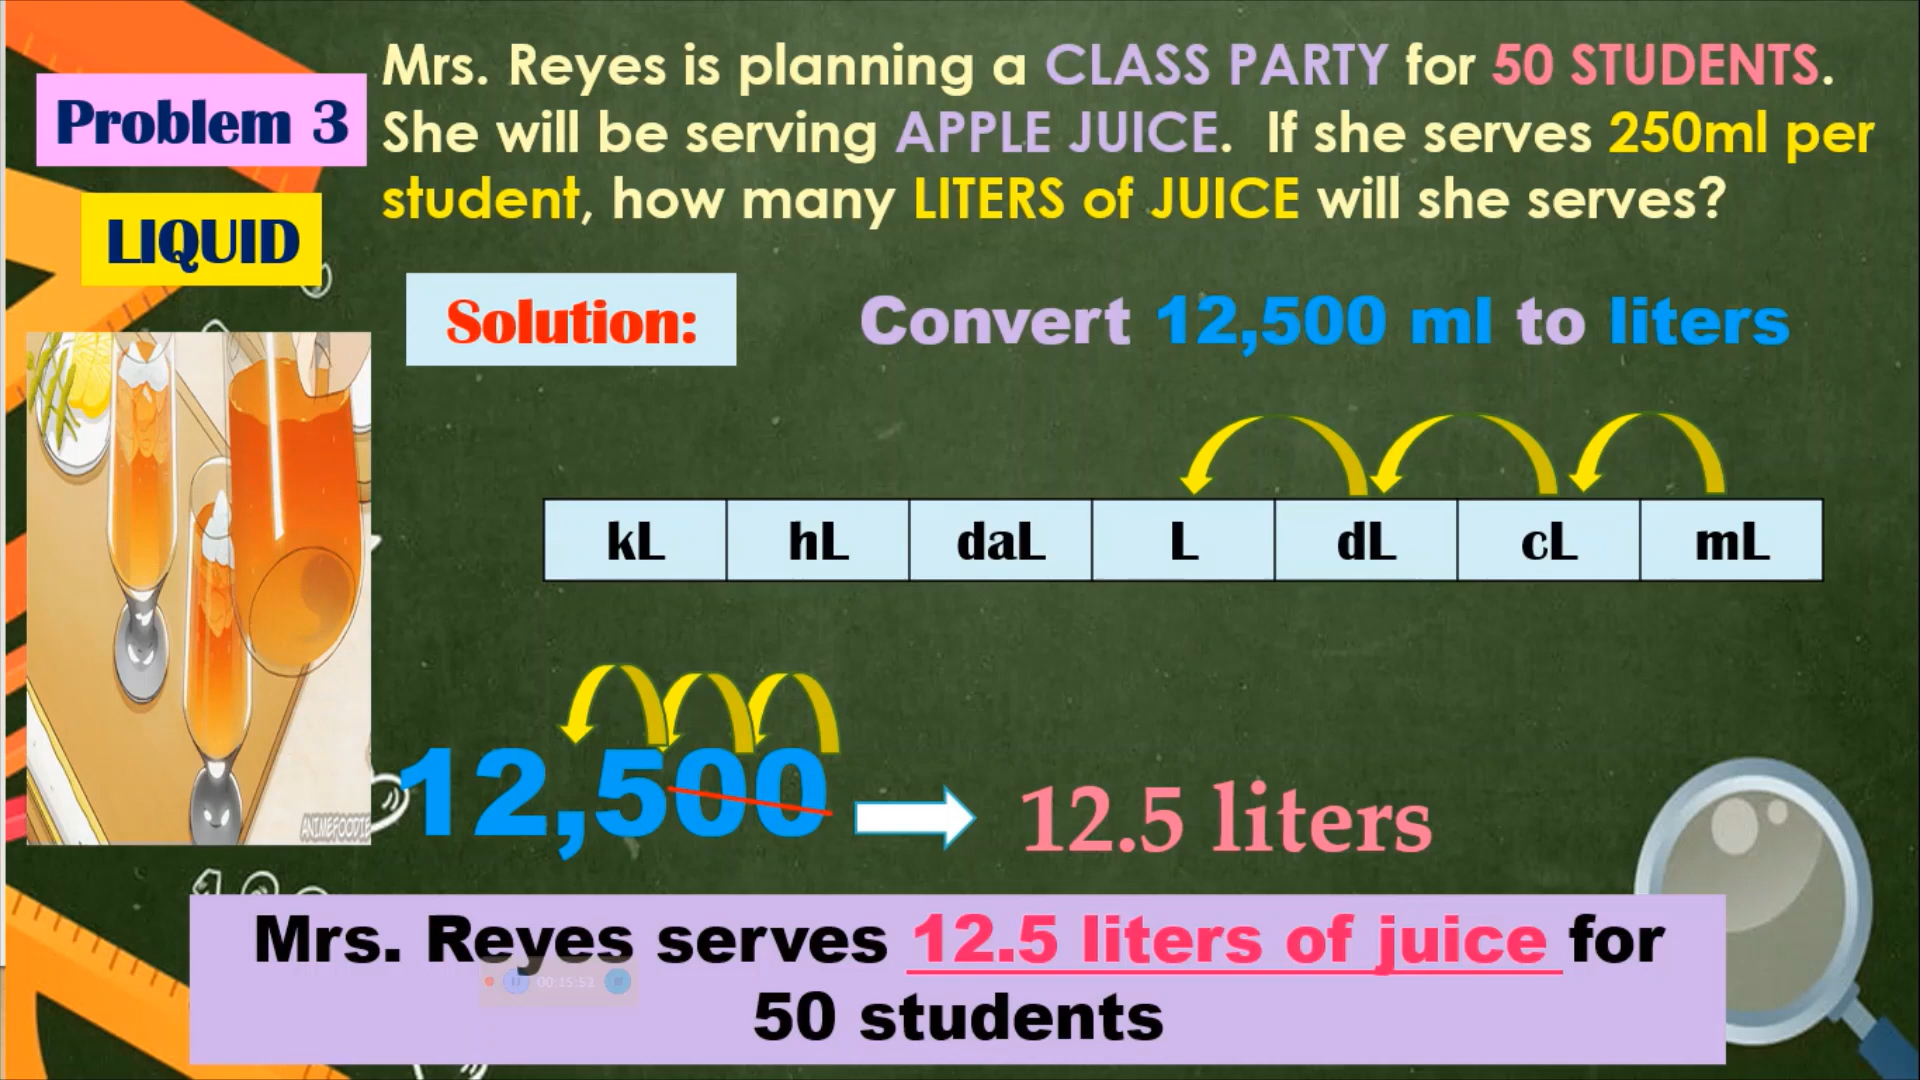 Mrs. Reyes is planning a CLASS PARTY for 50 STUDENTS.
Problem 3
She will be serving APPLE JUICE. If she serves 250ml per
student, how many LITERS of JUICE will she serves?
LIQUID
Solution:
Convert 12,500 ml to liters
kL hL daL L dL cL mL
12,500
12.5 liters
ANIMEFOODIE
Mrs. Reyes serves 12.5 liters of juice for
00:15:52
50 students